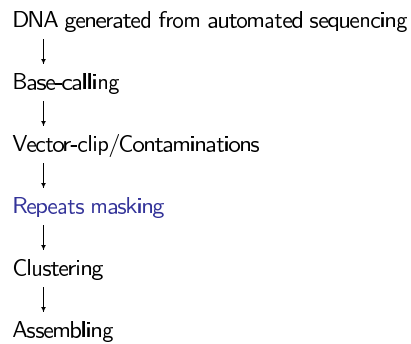 DNA generated from automated sequencing
Base-calling
Vector-clip/Contaminations
Repeats masking
Clustering
Assembling